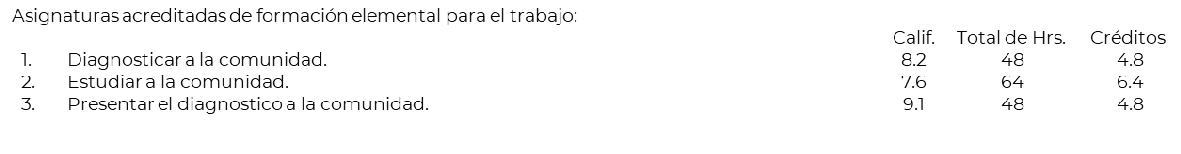 Asignaturas acreditadas de formación elemental para el trabajo:
Calif. Total de Hrs. Créditos
1. Diagnosticar a la comunidad. 8.2 48 4.8
2. Estudiar a la comunidad. 7.6 64 6.4
3. Presentar el diagnostico a la comunidad. 9.1 48 4.8